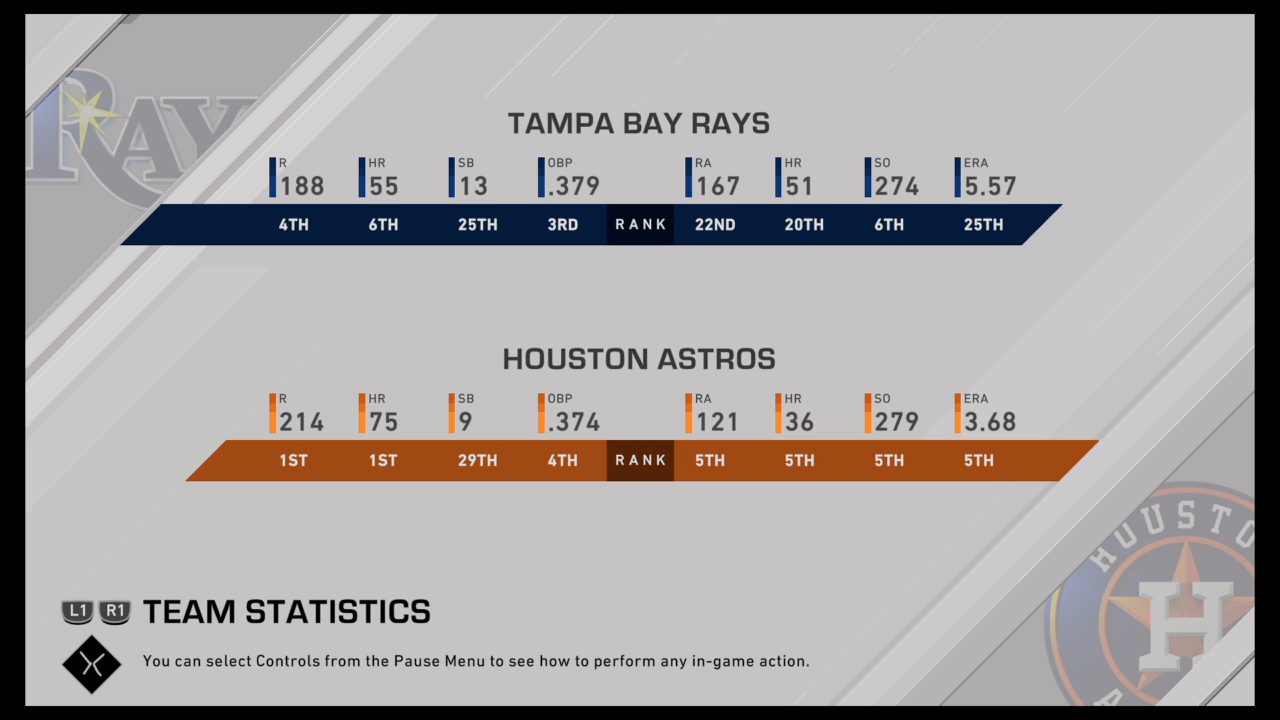 RAYS
TAMPA BAY RAYS
R HR SB OBP RA HR SO ERA
188 55 13 .379 167 51 274 5.57
4TH 6TH 25TH 3RD RANK 22ND 20TH 6TH 25TH
HOUSTON ASTROS
R HR SB OBP RA HR SO ERA
214 75 9 .374 121 36 279 3.68
1ST 1ST 29TH 4TH RANK 5TH 5TH 5TH 5TH
HOUSTO
H
A
L1 R1 TEAM STATISTICS
You can select Controls from the Pause Menu to see how to perform any in-game action.